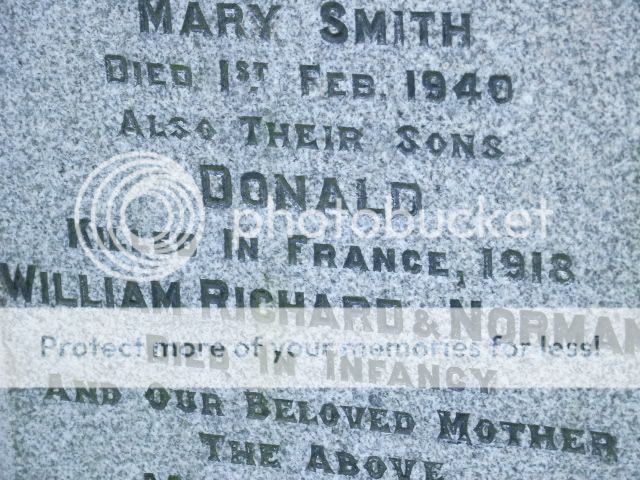 MARY SMITH
DIED 1ST FEB. 1940
ALSO THEIR SONS
DONALD
photobucket
KILLED IN FRANCE, 1918
WILLIAM RICHARD & NORMAN
Protect more of your memories for less!
DIED IN INFANCY
AND OUR BELOVED MOTHER
THE ABOVE